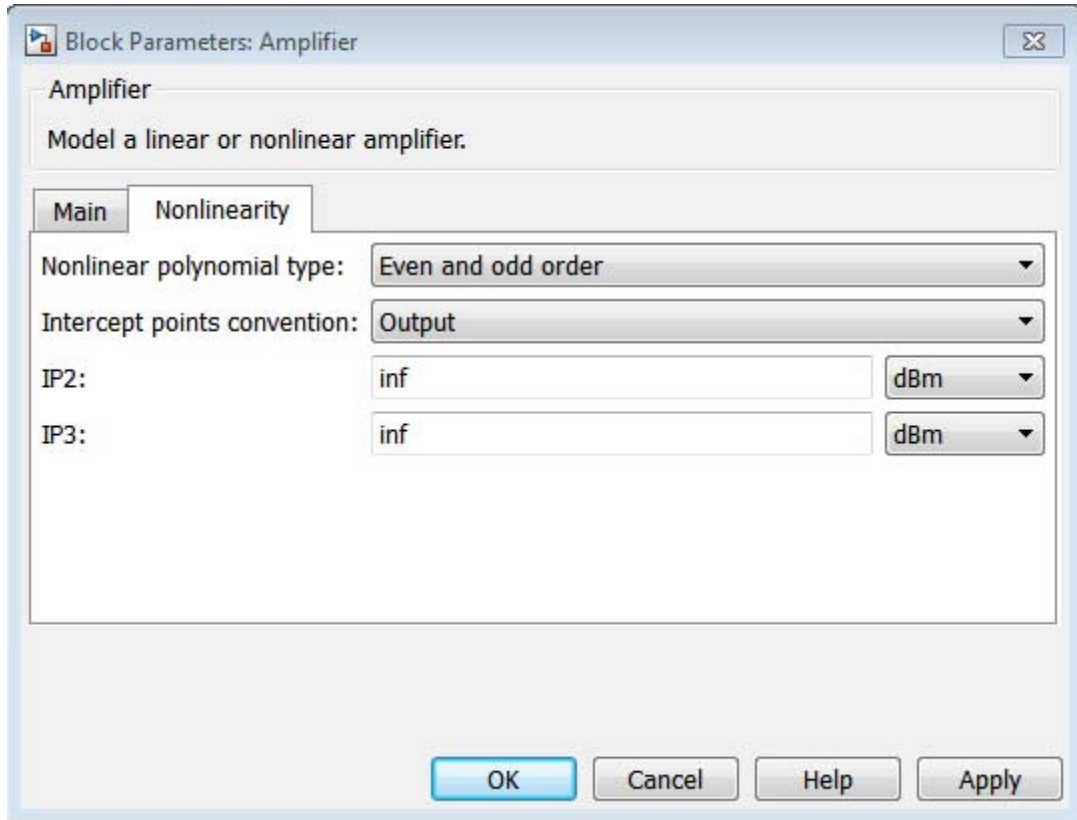 Block Parameters: Amplifier
Amplifier
Model a linear or nonlinear amplifier.
Main Nonlinearity
Nonlinear polynomial type: Even and odd order
Intercept points convention: Output
IP2: inf dBm
IP3: inf dBm
OK Cancel Help Apply